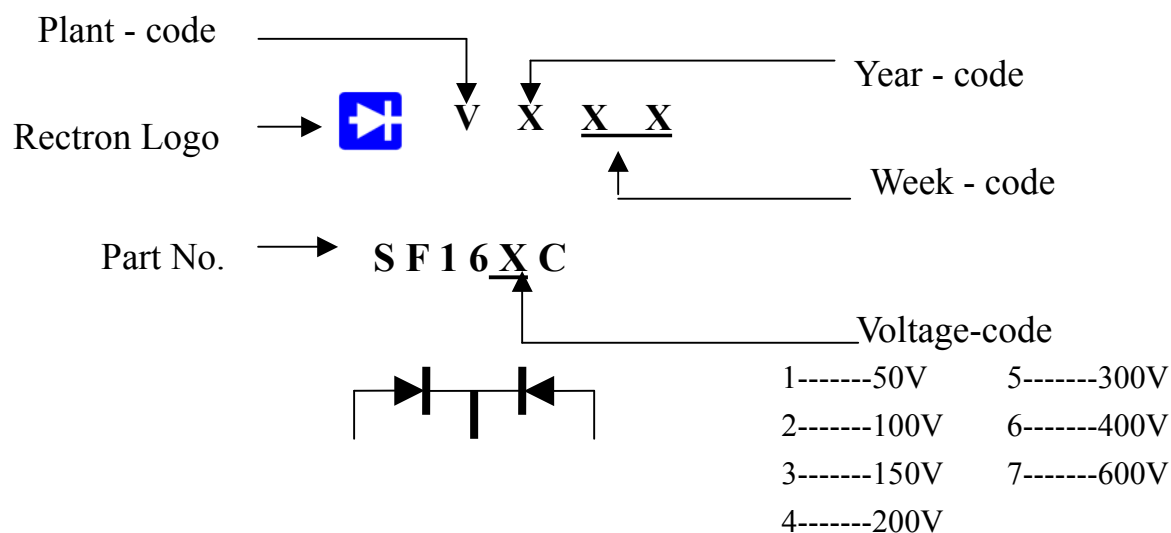 Plant - code
Year - code
V X X X
Rectron Logo
Week - code
Part No.
S F 1 6 X C
Voltage-code
1-------50V 5-------300V
2-------100V 6-------400V
3-------150V 7-------600V
4-------200V